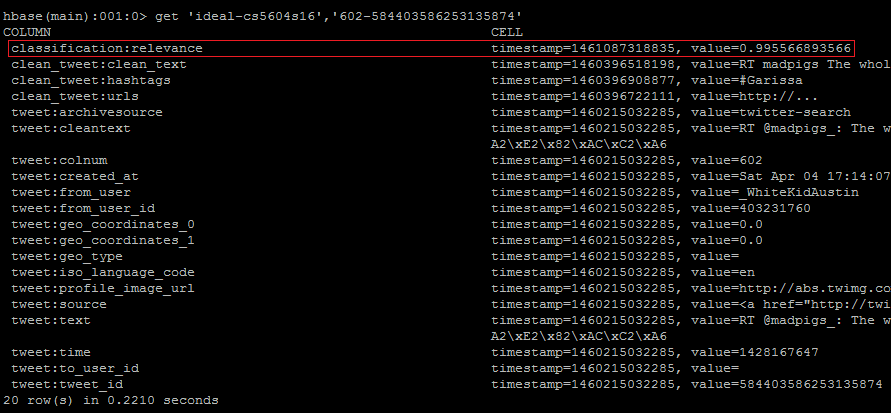 hbase(main):001:0> get 'ideal-cs5604s16','602-584403586253135874'
COLUMN CELL
classification:relevance timestamp=1461087318835, value=0.995566893566
clean_tweet:clean_text timestamp=1460396518198, value=RT madpigs The whol
clean_tweet:hashtags timestamp=1460396908877, value=#Garissa
clean_tweet:urls timestamp=1460396722111, value=http://...
tweet:archivesource timestamp=1460215032285, value=twitter-search
tweet:cleantext timestamp=1460215032285, value=RT @madpigs_: The w
A2\xE2\x82\xAC\xC2\xA6
tweet:colnum timestamp=1460215032285, value=602
tweet:created_at timestamp=1460215032285, value=Sat Apr 04 17:14:07
tweet:from_user timestamp=1460215032285, value=_WhiteKidAustin
tweet:from_user_id timestamp=1460215032285, value=403231760
tweet:geo_coordinates_0 timestamp=1460215032285, value=0.0
tweet:geo_coordinates_1 timestamp=1460215032285, value=0.0
tweet:geo_type timestamp=1460215032285, value=
tweet:iso_language_code timestamp=1460215032285, value=en
tweet:profile_image_url timestamp=1460215032285, value=http://abs.twimg.co
tweet:source timestamp=1460215032285, value=<a href="http://twi
tweet:text timestamp=1460215032285, value=RT @madpigs_: The w
A2\xE2\x82\xAC\xC2\xA6
tweet:time timestamp=1460215032285, value=1428167647
tweet:to_user_id timestamp=1460215032285, value=
tweet:tweet_id timestamp=1460215032285, value=584403586253135874
20 row(s) in 0.2210 seconds